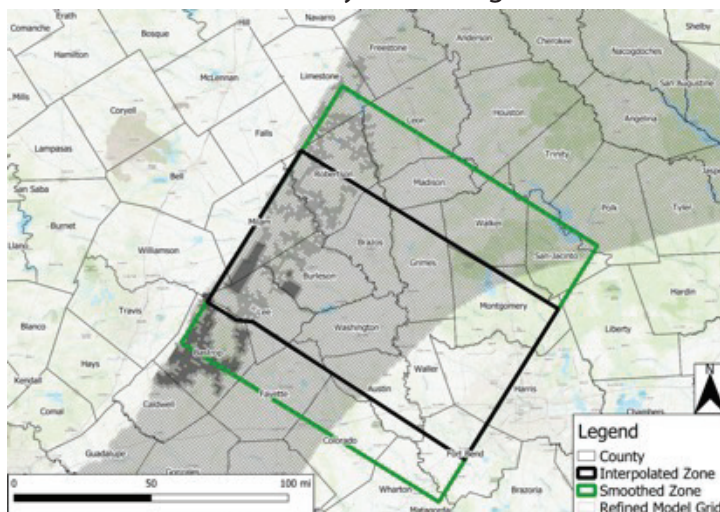 Erath
Navarro
Shelby
Comanche
Bosque
Hill
Anderson
Cherokee
Nacogdoches
Hamilton
Freestone
McLennan
Limestone
San Augustine
Mills
Coryell
Leon
Houston
Angelina
Falls
Lampasas
Trinity
Bell
Robertson
Madison
Jaspe
San Saba
Polk
Tyler
Milam
Walker
Burnet
Brazos
San Jacinto
Llano
Williamson
Grimes
Burleson
Hardin
Montgomery
Travis
Lee
Liberty
Blanco
Washington
Bastrop
Waller
Hays
Harris
Kendall
Austin
N
Fayette
Chambers
Comal
Caldwell
Legend
Colorado
County
Guadalupe
Fort Bend
Interpolated Zone
Gonzales
Smoothed Zone
0 50 100 mi
Wharton
Brazoria
Refined Model Grid
Matagorda